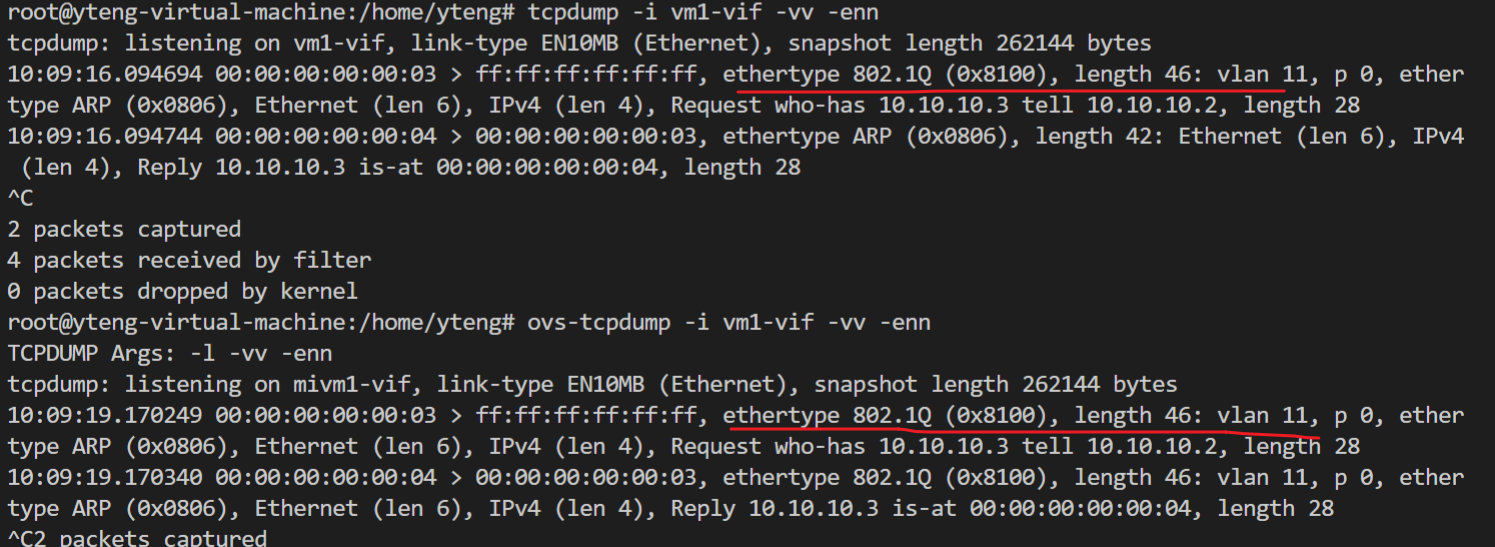 root@yteng-virtual-machine:/home/yteng# tcpdump -i vm1-vif -vv -enn
tcpdump: listening on vm1-vif, link-type EN10MB (Ethernet), snapshot length 262144 bytes
10:09:16.094694 00:00:00:00:00:03 > ff:ff:ff:ff:ff:ff, ethertype 802.1Q (0x8100), length 46: vlan 11, p 0, ether
type ARP (0x0806), Ethernet (len 6), IPv4 (len 4), Request who-has 10.10.10.3 tell 10.10.10.2, length 28
10:09:16.094744 00:00:00:00:00:04 > 00:00:00:00:00:03, ethertype ARP (0x0806), length 42: Ethernet (len 6), IPv4
 (len 4), Reply 10.10.10.3 is-at 00:00:00:00:00:04, length 28
^C
2 packets captured
4 packets received by filter
0 packets dropped by kernel
root@yteng-virtual-machine:/home/yteng# ovs-tcpdump -i vm1-vif -vv -enn
TCPDUMP Args: -l -vv -enn
tcpdump: listening on mivm1-vif, link-type EN10MB (Ethernet), snapshot length 262144 bytes
10:09:19.170249 00:00:00:00:00:03 > ff:ff:ff:ff:ff:ff, ethertype 802.1Q (0x8100), length 46: vlan 11, p 0, ether
type ARP (0x0806), Ethernet (len 6), IPv4 (len 4), Request who-has 10.10.10.3 tell 10.10.10.2, length 28
10:09:19.170340 00:00:00:00:00:04 > 00:00:00:00:00:03, ethertype 802.1Q (0x8100), length 46: vlan 11, p 0, ether
type ARP (0x0806), Ethernet (len 6), IPv4 (len 4), Reply 10.10.10.3 is-at 00:00:00:00:00:04, length 28
^C2 packets captured